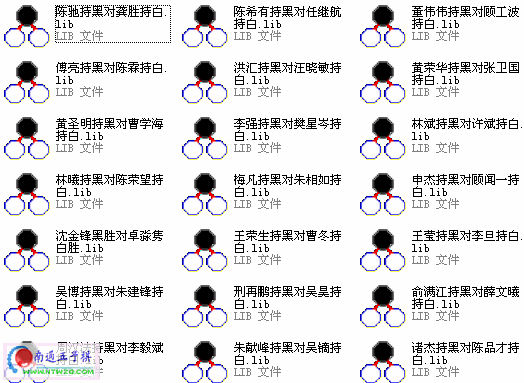 陈驰持黑对龚胜持白.
lib
LIB 文件
陈希有持黑对任继航
持白.lib
LIB 文件
董伟伟持黑对顾工波
持白.lib
LIB 文件
傅亮持黑对陈霖持白.
lib
LIB 文件
洪汇持黑对汪晓敏持
白.lib
LIB 文件
黄荣华持黑对张卫国
持白.lib
LIB 文件
黄圣明持黑对曹学海
持白.lib
LIB 文件
李强持黑对樊星岑持
白.lib
LIB 文件
林斌持黑对许斌持白.
lib
LIB 文件
林曦持黑对陈荣望持
白.lib
LIB 文件
梅凡持黑对朱相如持
白.lib
LIB 文件
申杰持黑对顾闻一持
白.lib
LIB 文件
沈金锋黑胜对卓淼隽
白胜.lib
LIB 文件
王荣生持黑对曹冬持
白.lib
LIB 文件
王莹持黑对李旦持白.
lib
LIB 文件
吴博持黑对朱建锋持
白.lib
LIB 文件
邢再鹏持黑对吴昊持
白.lib
LIB 文件
俞满江持黑对薛文曦
持白.lib
LIB 文件
持黑对李毅斌
南通五子棋
WWW.NTWZQ.COM
朱献峰持黑对吴镝持
白.lib
LIB 文件
诸杰持黑对陈品才持
白.lib
LIB 文件